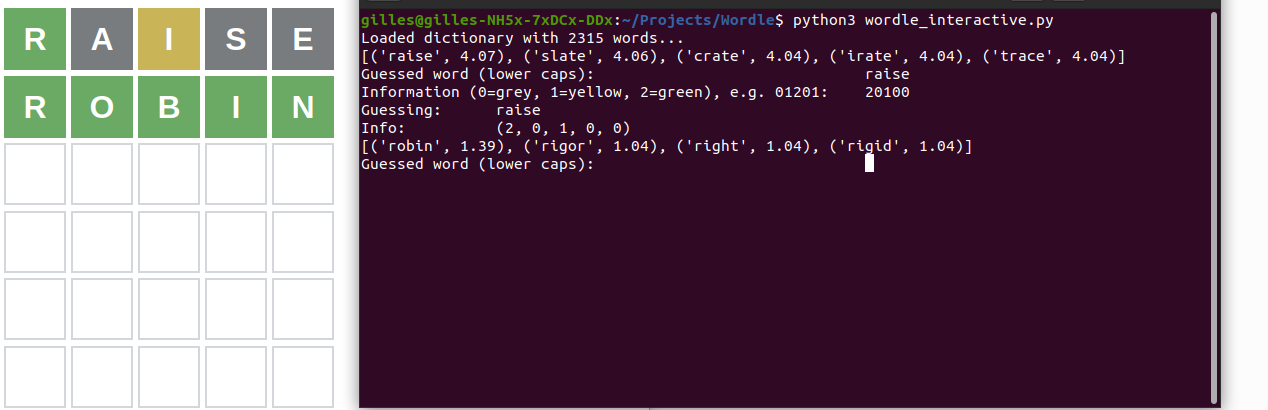 RAISE
ROBIN
gilles@gilles-NH5x-7xDCx-DDx:~/Projects/Wordle$ python3 wordle_interactive.py
Loaded dictionary with 2315 words...
[('raise', 4.07), ('slate', 4.06), ('crate', 4.04), ('irate', 4.04), ('trace', 4.04)]
Guessed word (lower caps): raise
Information (0=grey, 1=yellow, 2=green), e.g. 01201: 20100
Guessing: raise
Info: (2, 0, 1, 0, 0)
[('robin', 1.39), ('rigor', 1.04), ('right', 1.04), ('rigid', 1.04)]
Guessed word (lower caps):